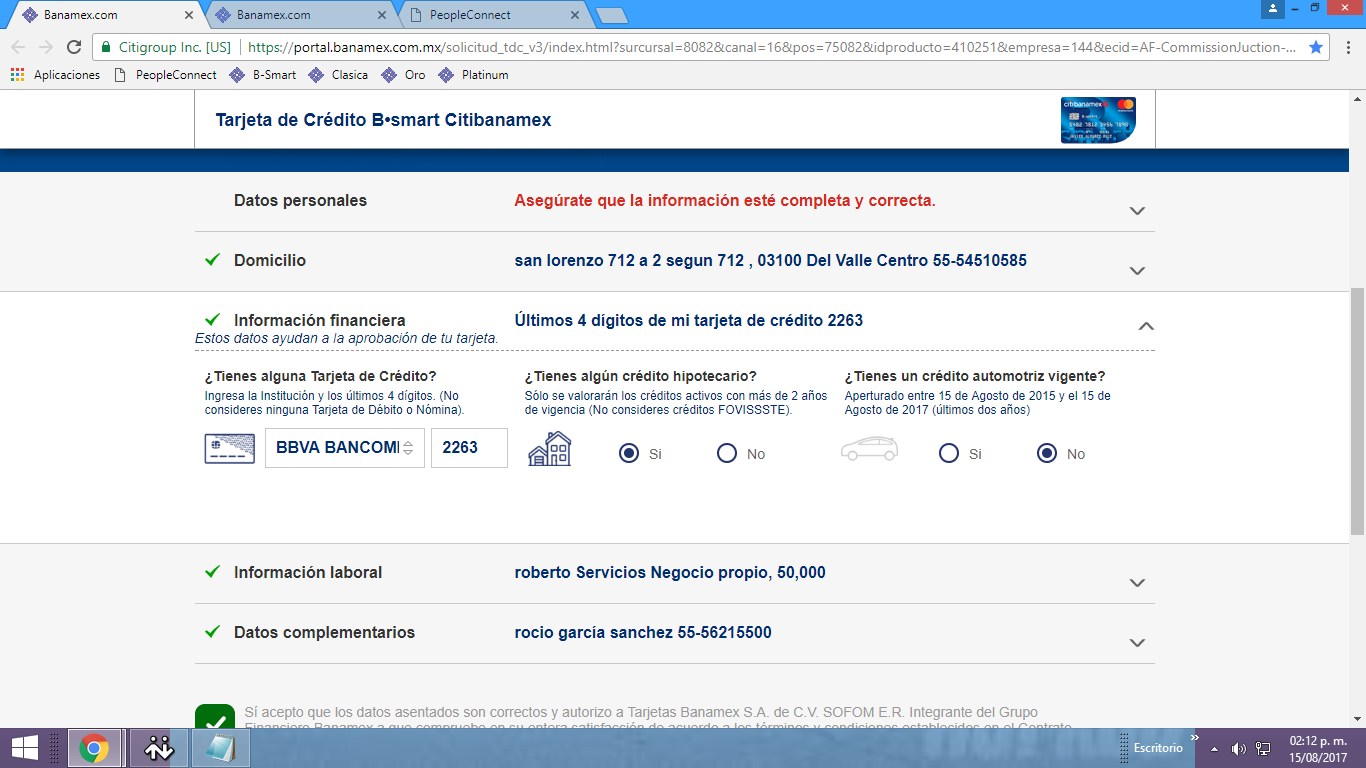 Banamex.com
Banamex.com
PeopleConnect
Citigroup Inc. [US]
https://portal.banamex.com.mx/solicitud_tdc_v3/index.html?surcursal=8082&canal=16&pos=75082&idproducto=410251&empresa=144&ecid=AF-CommissionJuction-...
Aplicaciones PeopleConnect B-Smart Clasica Oro Platinum
Tarjeta de Crédito B•smart Citibanamex
citibanamex
Datos personales Asegúrate que la información esté completa y correcta.
Domicilio san lorenzo 712 a 2 segun 712 , 03100 Del Valle Centro 55-54510585
Información financiera Últimos 4 dígitos de mi tarjeta de crédito 2263
Estos datos ayudan a la aprobación de tu tarjeta.
¿Tienes alguna Tarjeta de Crédito?
Ingresa la Institución y los últimos 4 dígitos. (No
consideres ninguna Tarjeta de Débito o Nómina).
BBVA BANCOM 2263
¿Tienes algún crédito hipotecario?
Sólo se valorarán los créditos activos con más de 2 años
de vigencia (No consideres créditos FOVISSSTE).
Si No
¿Tienes un crédito automotriz vigente?
Aperturado entre 15 de Agosto de 2015 y el 15 de
Agosto de 2017 (últimos dos años)
Si No
Información laboral roberto Servicios Negocio propio, 50,000
Datos complementarios rocio garcía sanchez 55-56215500
Sí acepto que los datos asentados son correctos y autorizo a Tarjetas Banamex S.A. de C.V. SOFOM E.R. Integrante del Grupo
Financiero Banamex a que compruebe en su entera satisfacción de acuerdo a los términos y condiciones establecidos en el Contrato
Escritorio
02:12 p. m.
15/08/2017